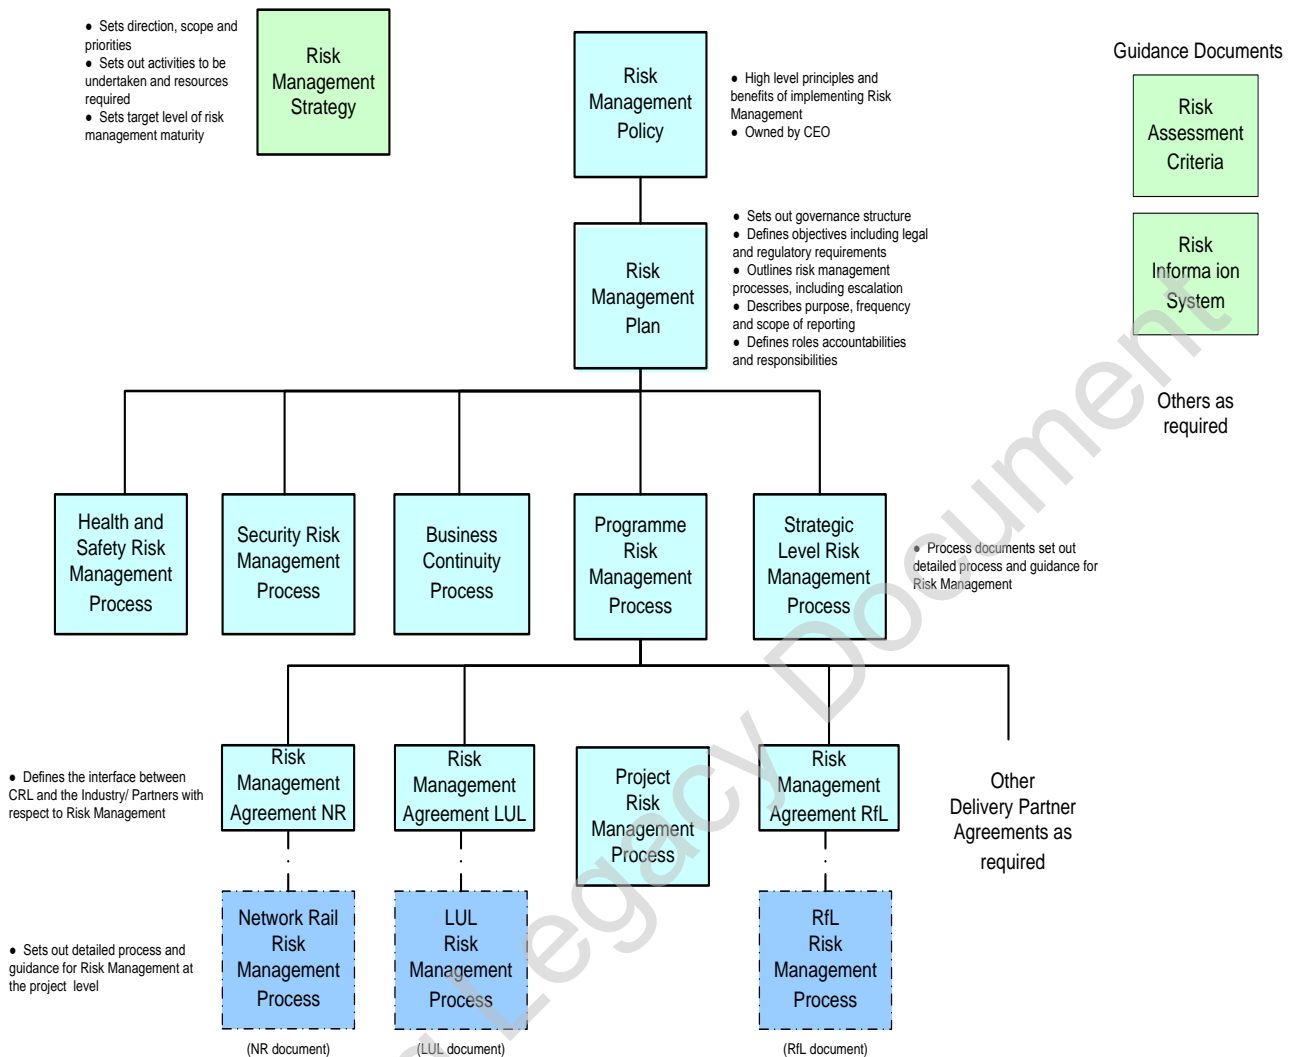 ● Sets direction, scope and
priorities
● Sets out activities to be
undertaken and resources
required
● Sets target level of risk
management maturity
Risk
Management
Strategy
Risk
Management
Policy
● High level principles and
benefits of implementing Risk
Management
● Owned by CEO
Guidance Documents
Risk
Assessment
Criteria
Risk
Informa ion
System
Others as
required
Risk
Management
Plan
● Sets out governance structure
● Defines objectives including legal
and regulatory requirements
● Outlines risk management
processes, including escalation
● Describes purpose, frequency
and scope of reporting
● Defines roles accountabilities
and responsibilities
Health and
Safety Risk
Management
Process
Security Risk
Management
Process
Business
Continuity
Process
Programme
Risk
Management
Process
Strategic
Level Risk
Management
Process
● Process documents set out
detailed process and guidance for
Risk Management
● Defines the interface between
CRL and the Industry/ Partners with
respect to Risk Management
Risk
Management
Agreement NR
Risk
Management
Agreement LUL
Project
Risk
Management
Process
Risk
Management
Agreement RfL
Other
Delivery Partner
Agreements as
required
● Sets out detailed process and
guidance for Risk Management at
the project level
Network Rail
Risk
Management
Process
(NR document)
LUL
Risk
Management
Process
(LUL document)
RfL
Risk
Management
Process
(RfL document)
Legacy Document